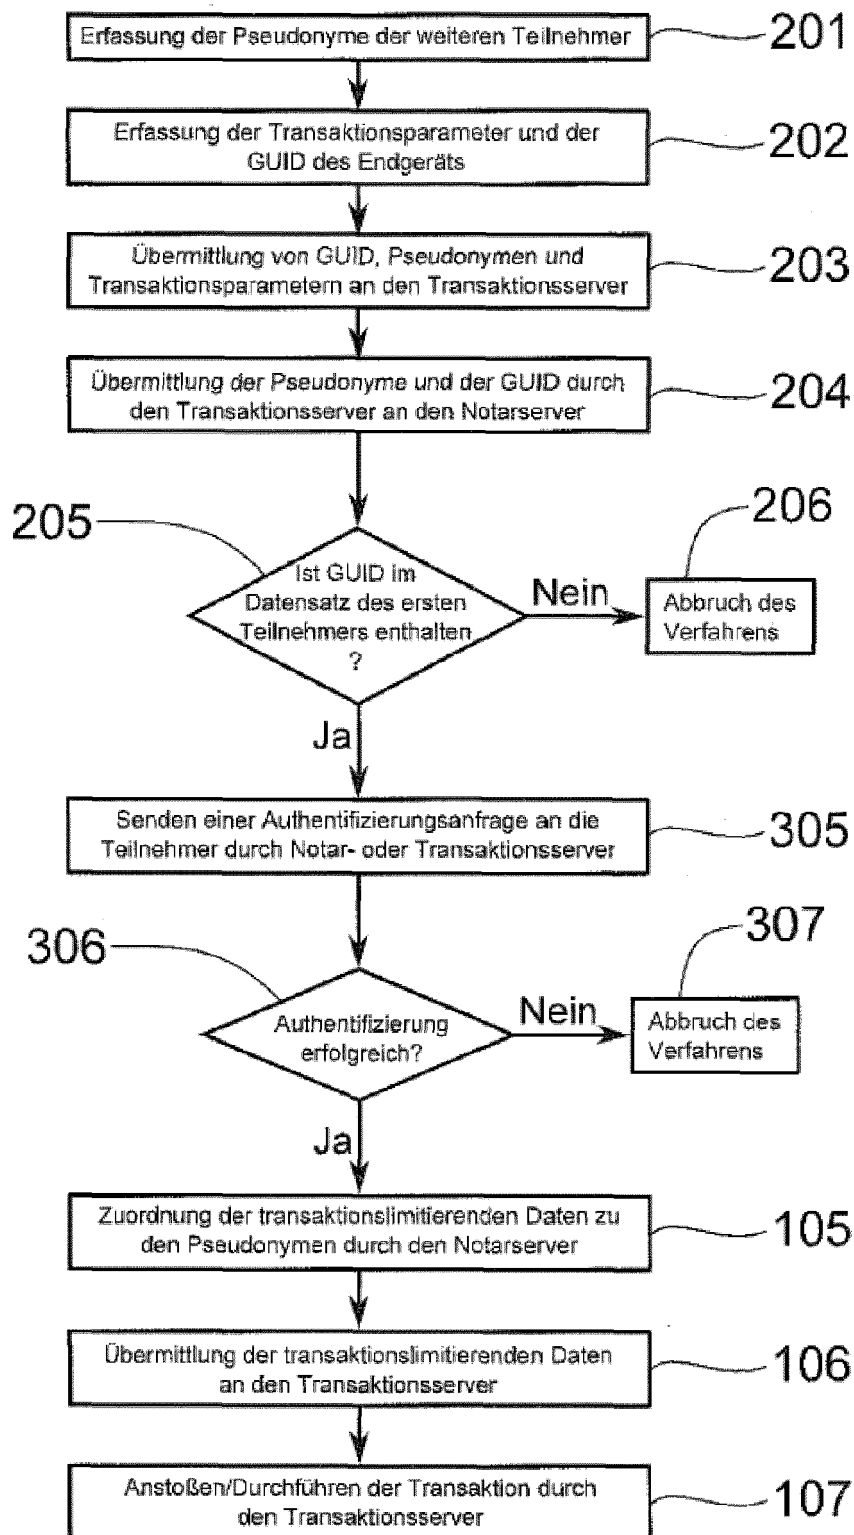 Erfassung der Pseudonyme der weiteren Teilnehmer
201
Erfassung der Transaktionsparameter und der
GUID des Endgeräts
202
Übermittlung von GUID, Pseudonymen und
Transaktionsparametern an den Transaktionsserver
203
Übermittlung der Pseudonyme und der GUID durch
den Transaktionsserver an den Notarserver
204
205
Ist GUID im
Datensatz des ersten
Teilnehmers enthalten
?
Nein
206
Abbruch des
Verfahrens
Ja
Senden einer Authentifizierungsanfrage an die
Teilnehmer durch Notar- oder Transaktionsserver
305
306
Authentifizierung
erfolgreich?
Nein
307
Abbruch des
Verfahrens
Ja
Zuordnung der transaktionslimitierenden Daten zu
den Pseudonymen durch den Notarserver
105
Übermittlung der transaktionslimitierenden Daten
an den Transaktionsserver
106
Anstoßen/Durchführen der Transaktion durch
den Transaktionsserver
107